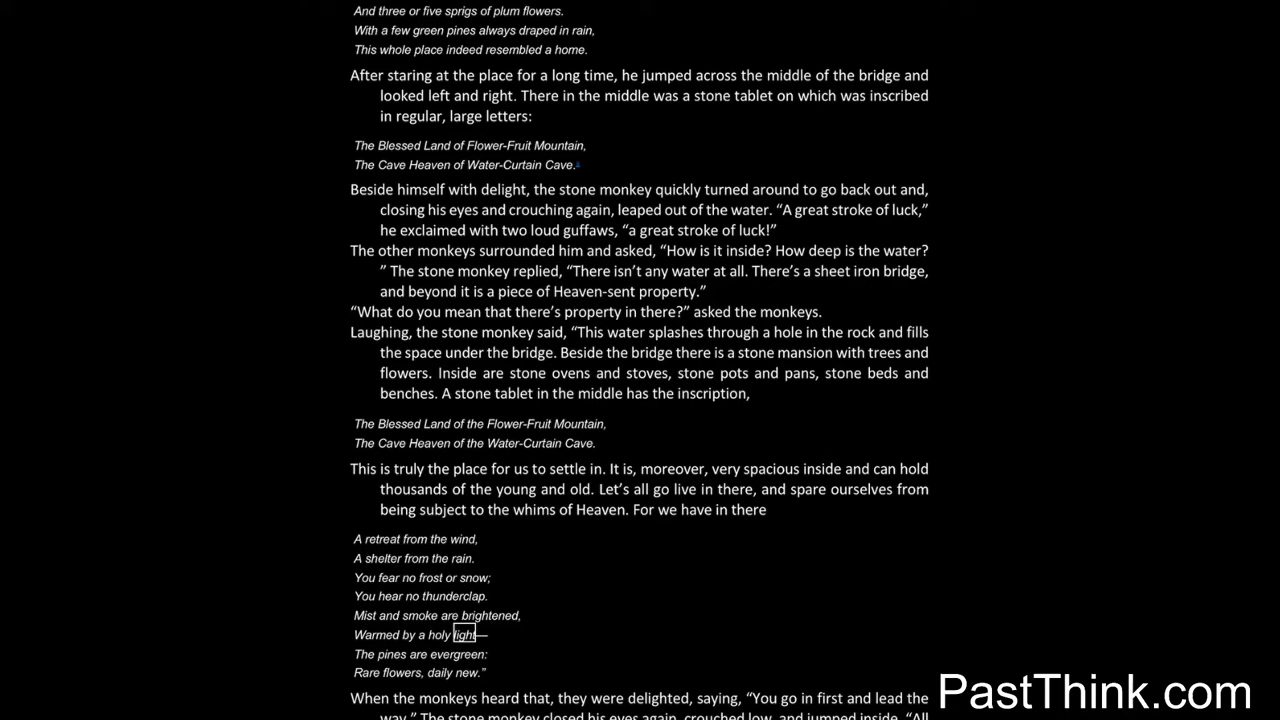 And three or five sprigs of plum flowers.
With a few green pines always draped in rain,
This whole place indeed resembled a home.
After staring at the place for a long time, he jumped across the middle of the bridge and
looked left and right. There in the middle was a stone tablet on which was inscribed
in regular, large letters:
The Blessed Land of Flower-Fruit Mountain,
The Cave Heaven of Water-Curtain Cave.
Beside himself with delight, the stone monkey quickly turned around to go back out and,
closing his eyes and crouching again, leaped out of the water. “A great stroke of luck,”
he exclaimed with two loud guffaws, “a great stroke of luck!”
The other monkeys surrounded him and asked, “How is it inside? How deep is the water?
” The stone monkey replied, “There isn’t any water at all. There’s a sheet iron bridge,
and beyond it is a piece of Heaven-sent property.”
“What do you mean that there’s property in there?” asked the monkeys.
Laughing, the stone monkey said, “This water splashes through a hole in the rock and fills
the space under the bridge. Beside the bridge there is a stone mansion with trees and
flowers. Inside are stone ovens and stoves, stone pots and pans, stone beds and
benches. A stone tablet in the middle has the inscription,
The Blessed Land of the Flower-Fruit Mountain,
The Cave Heaven of the Water-Curtain Cave.
This is truly the place for us to settle in. It is, moreover, very spacious inside and can hold
thousands of the young and old. Let’s all go live in there, and spare ourselves from
being subject to the whims of Heaven. For we have in there
A retreat from the wind,
A shelter from the rain.
You fear no frost or snow;
You hear no thunderclap.
Mist and smoke are brightened,
Warmed by a holy light—
The pines are evergreen:
Rare flowers, daily new.”
When the monkeys heard that, they were delighted, saying, “You go in first and lead the
way.” The stone monkey closed his eyes again, crouched low, and jumped inside. “All
PastThink.com